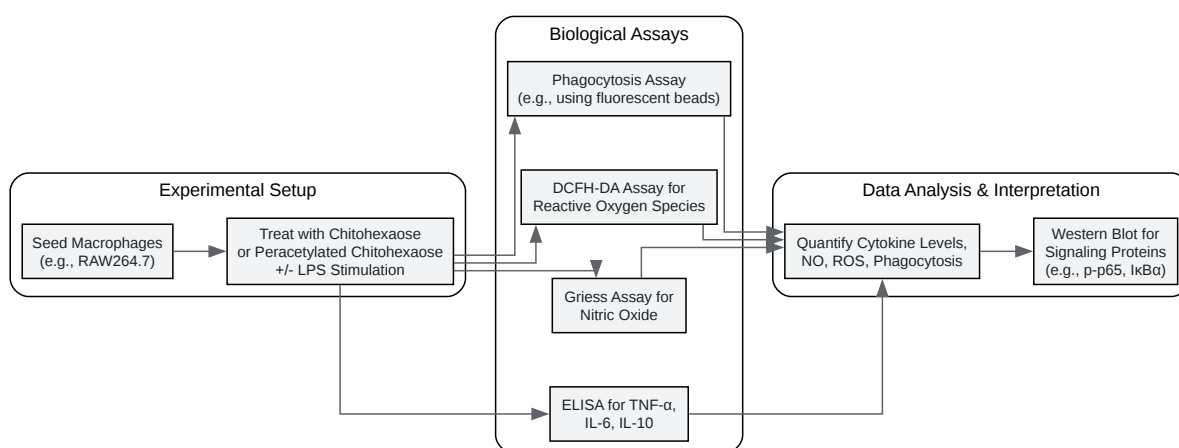 Biological Assays
Phagocytosis Assay
(e.g., using fluorescent beads)
Experimental Setup
DCFH-DA Assay for
Reactive Oxygen Species
Data Analysis & Interpretation
Seed Macrophages
(e.g., RAW264.7)
Treat with Chitohexaose
or Peracetylated Chitohexaose
+/- LPS Stimulation
Quantify Cytokine Levels,
NO, ROS, Phagocytosis
Western Blot for
Signaling Proteins
(e.g., p-p65, IκBα)
Griess Assay for
Nitric Oxide
ELISA for TNF-α,
IL-6, IL-10